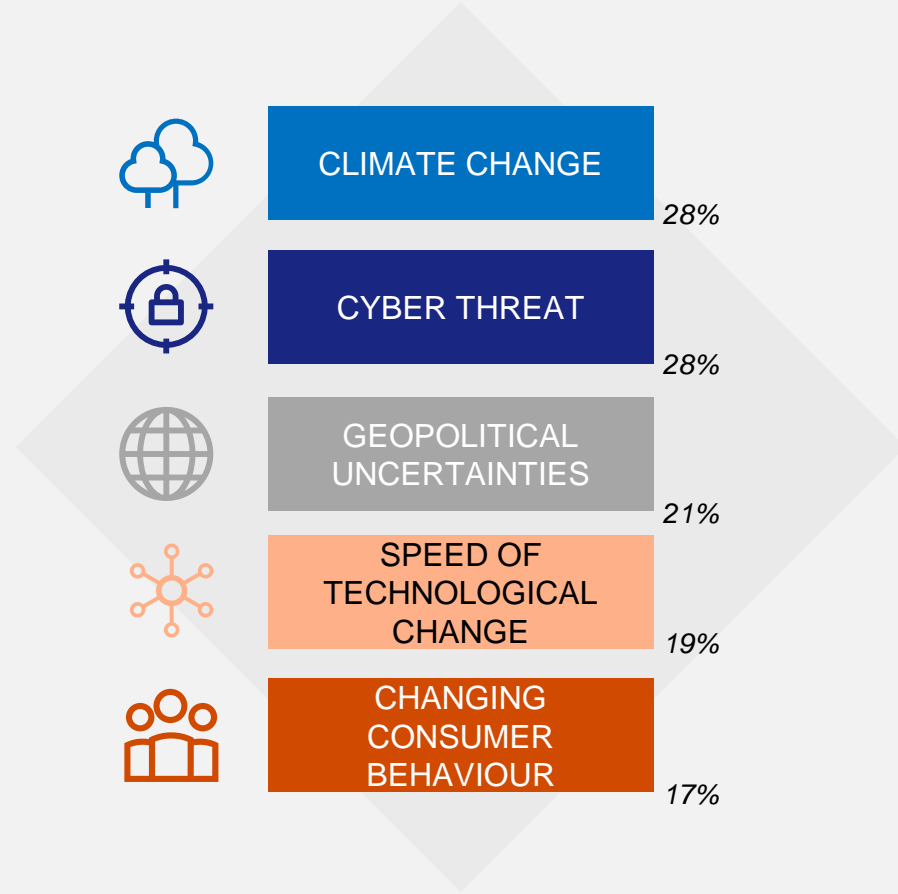 CLIMATE CHANGE
28%
CYBER THREAT
28%
GEOPOLITICAL
UNCERTAINTIES
21%
SPEED OF
TECHNOLOGICAL
CHANGE
19%
CHANGING
CONSUMER
BEHAVIOUR
17%